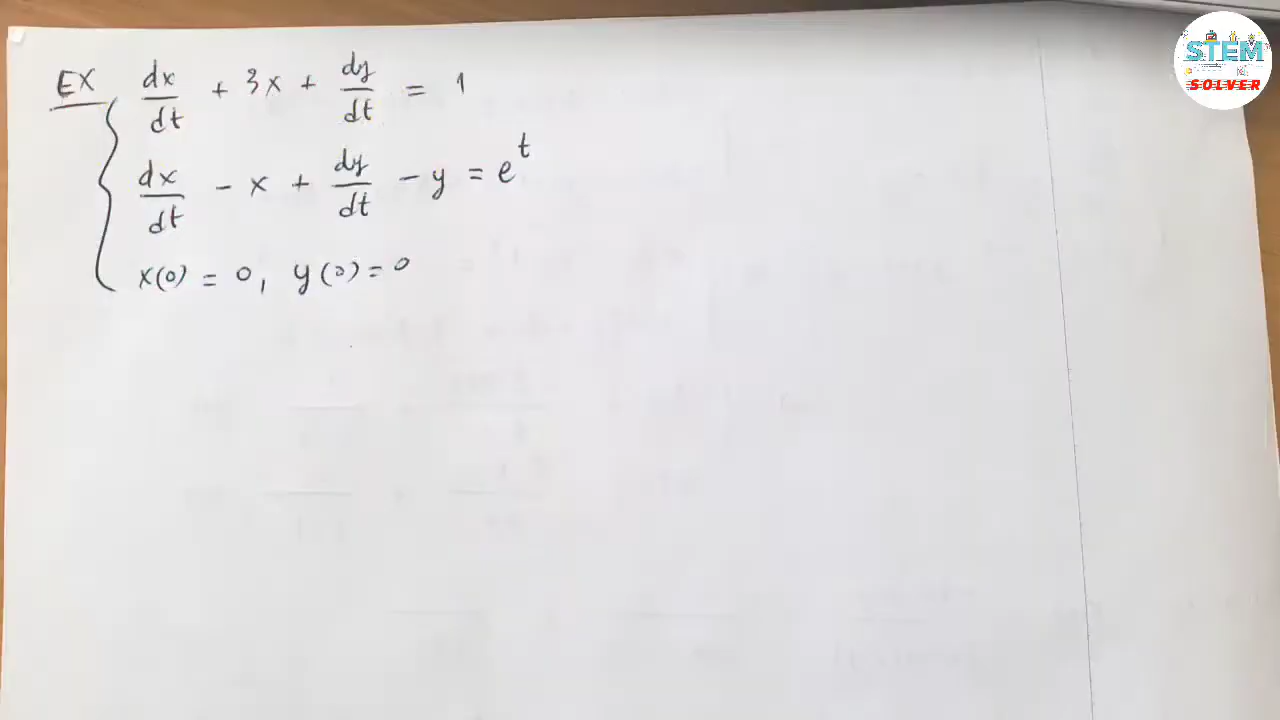 EX dx/dt + 3x + dy/dt = 1
dx/dt - x + dy/dt - y = e^t
x(0) = 0, y(0) = 0
STEM
SOLVER